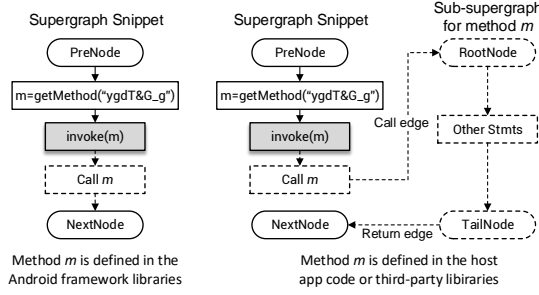 Supergraph Snippet
PreNode
m=getMethod("ygdT&G_g")
invoke(m)
Call m
NextNode
Method m is defined in the
Android framework libraries
Supergraph Snippet
PreNode
m=getMethod("ygdT&G_g")
invoke(m)
Call m
NextNode
Call edge
Return edge
Sub-supergraph
for method m
RootNode
Other Stmts
TailNode
Method m is defined in the host
app code or third-party libiraries